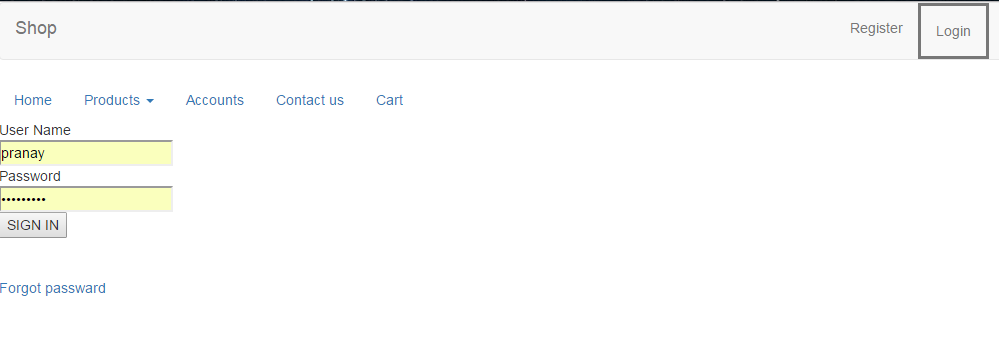 Shop Register Login
Home Products Accounts Contact us Cart
User Name
pranay
Password
•••••••••
SIGN IN
Forgot passward